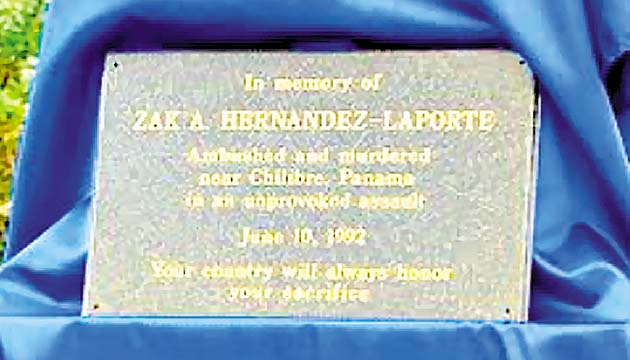 In memory of
ZAK A. HERNANDEZ-LAPORTE
Ambushed and murdered
near Chilibre, Panama
in an unprovoked assault
June 10, 1992
Your country will always honor
your sacrifice